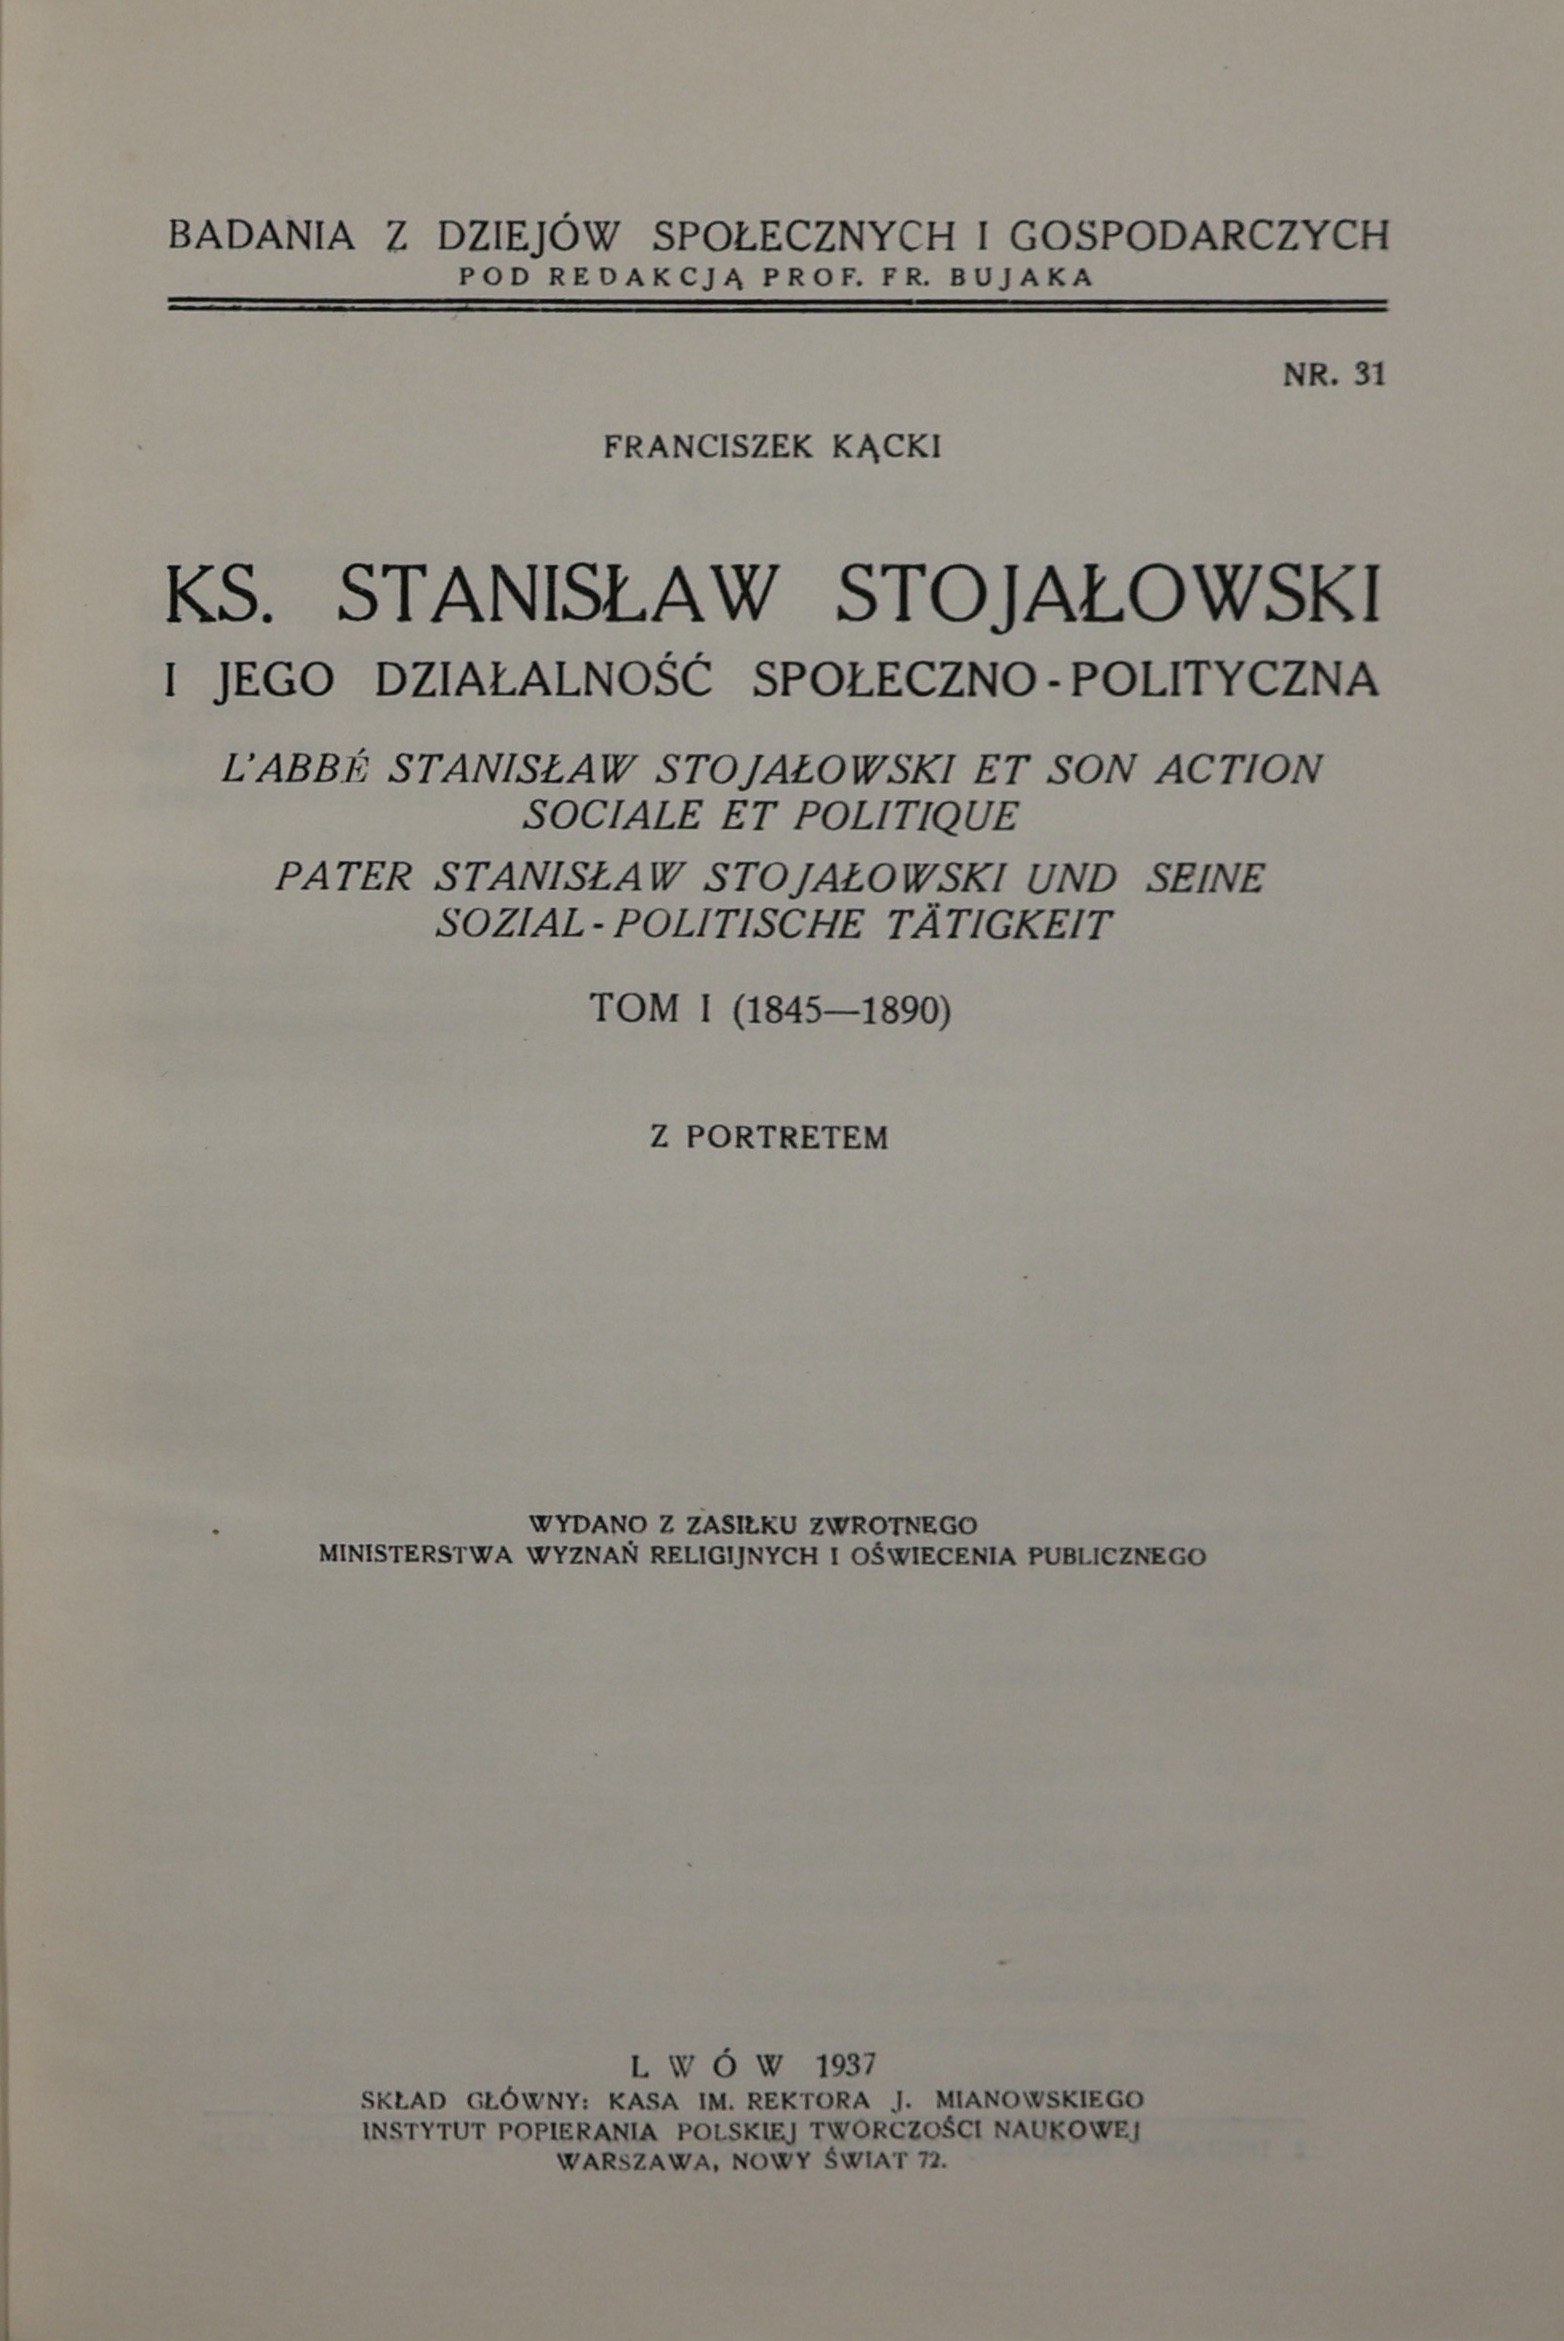 BADANIA Z DZIEJÓW SPOŁECZNYCH I GOSPODARCZYCH
POD REDAKCJĄ PROF. FR. BUJAKA
NR. 31
FRANCISZEK KĄCKI
KS. STANISŁAW STOJAŁOWSKI
I JEGO DZIAŁALNOŚĆ SPOŁECZNO-POLITYCZNA
L'ABBÉ STANISŁAW STOJAŁOWSKI ET SON ACTION
SOCIALE ET POLITIQUE
PATER STANISŁAW STOJAŁOWSKI UND SEINE
SOZIAL-POLITISCHE TÄTIGKEIT
TOM I (1845—1890)
Z PORTRETEM
WYDANO Z ZASIŁKU ZWROTNEGO
MINISTERSTWA WYZNAŃ RELIGIJNYCH I OŚWIECENIA PUBLICZNEGO
LWÓW 1937
SKŁAD GŁÓWNY: KASA IM. REKTORA J. MIANOWSKIEGO
INSTYTUT POPIERANIA POLSKIEJ TWÓRCZOŚCI NAUKOWEJ
WARSZAWA, NOWY ŚWIAT 72.